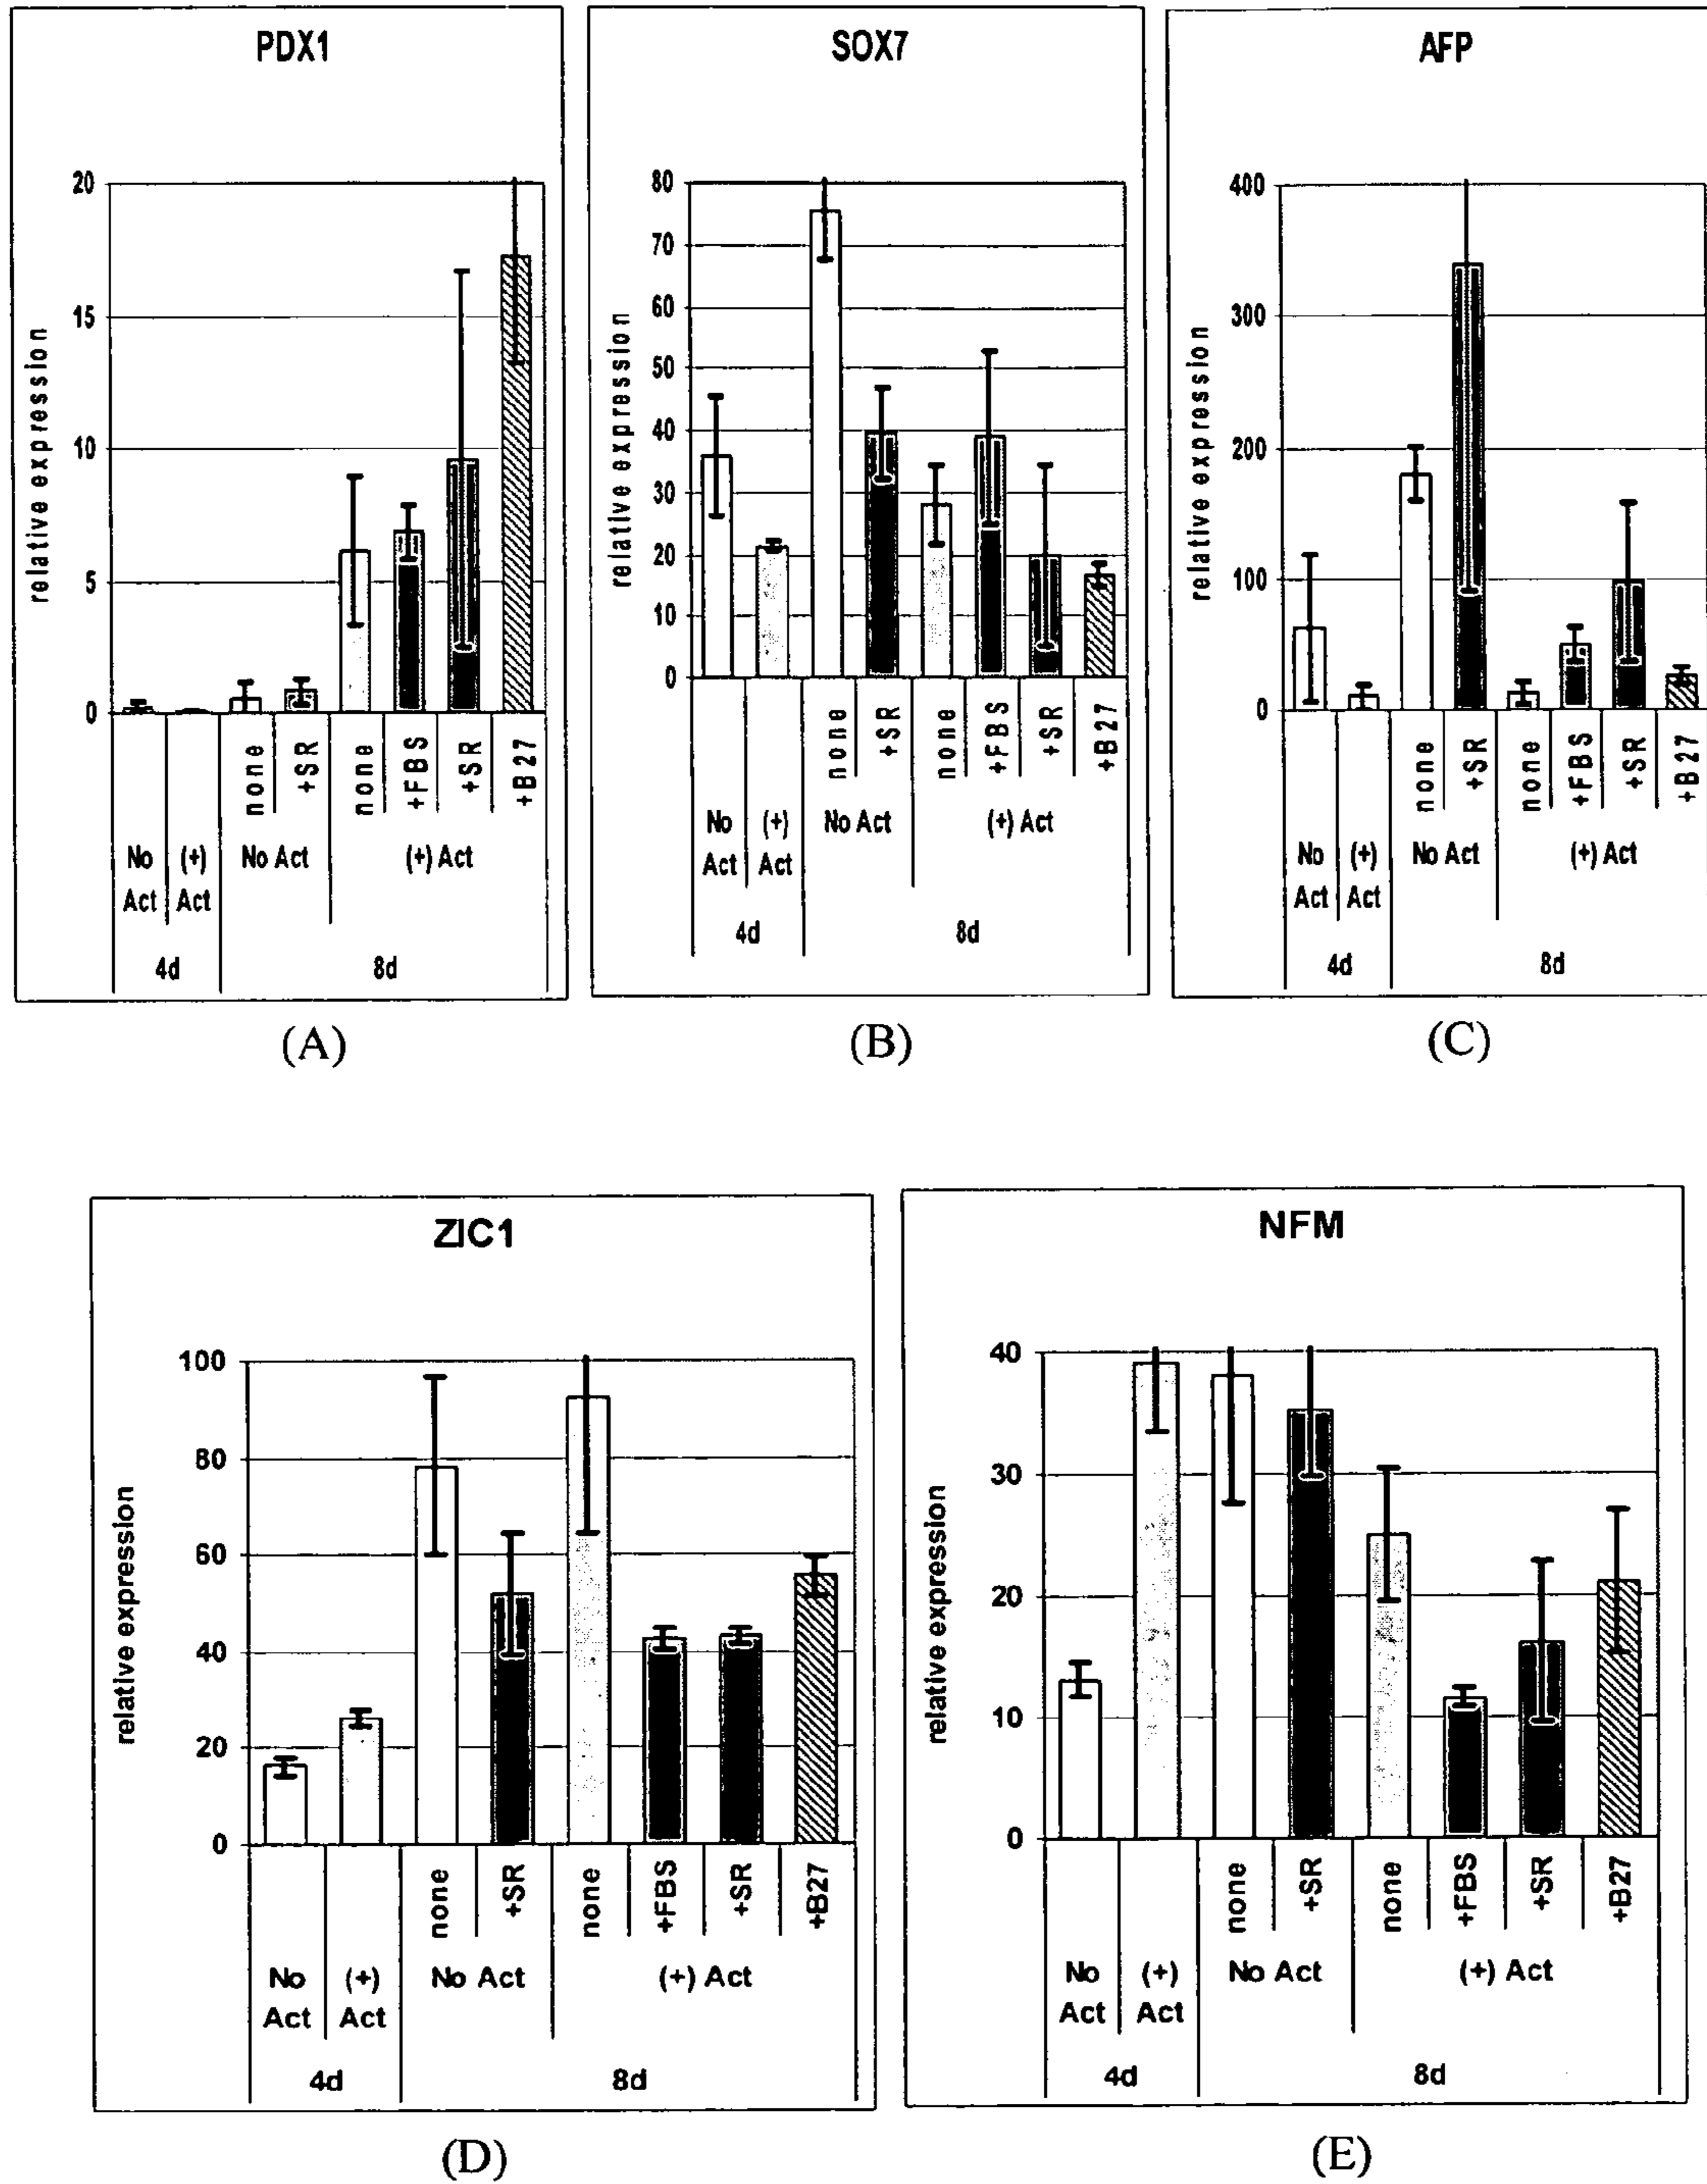 PDX1
relative expression
20
15
10
5
0
none
+SR
none
+FBS
+SR
+B27
No Act
(+) Act
No Act
(+) Act
4d
8d
(A)
SOX7
relative expression
80
70
60
50
40
30
20
10
0
none
+SR
none
+FBS
+SR
+B27
No Act
(+) Act
No Act
(+) Act
4d
8d
(B)
AFP
relative expression
400
300
200
100
0
none
+SR
none
+FBS
+SR
+B27
No Act
(+) Act
No Act
(+) Act
4d
8d
(C)
ZIC1
relative expression
100
80
60
40
20
0
none
+SR
none
+FBS
+SR
+B27
No Act
(+) Act
No Act
(+) Act
4d
8d
(D)
NFM
relative expression
40
30
20
10
0
none
+SR
none
+FBS
+SR
+B27
No Act
(+) Act
No Act
(+) Act
4d
8d
(E)